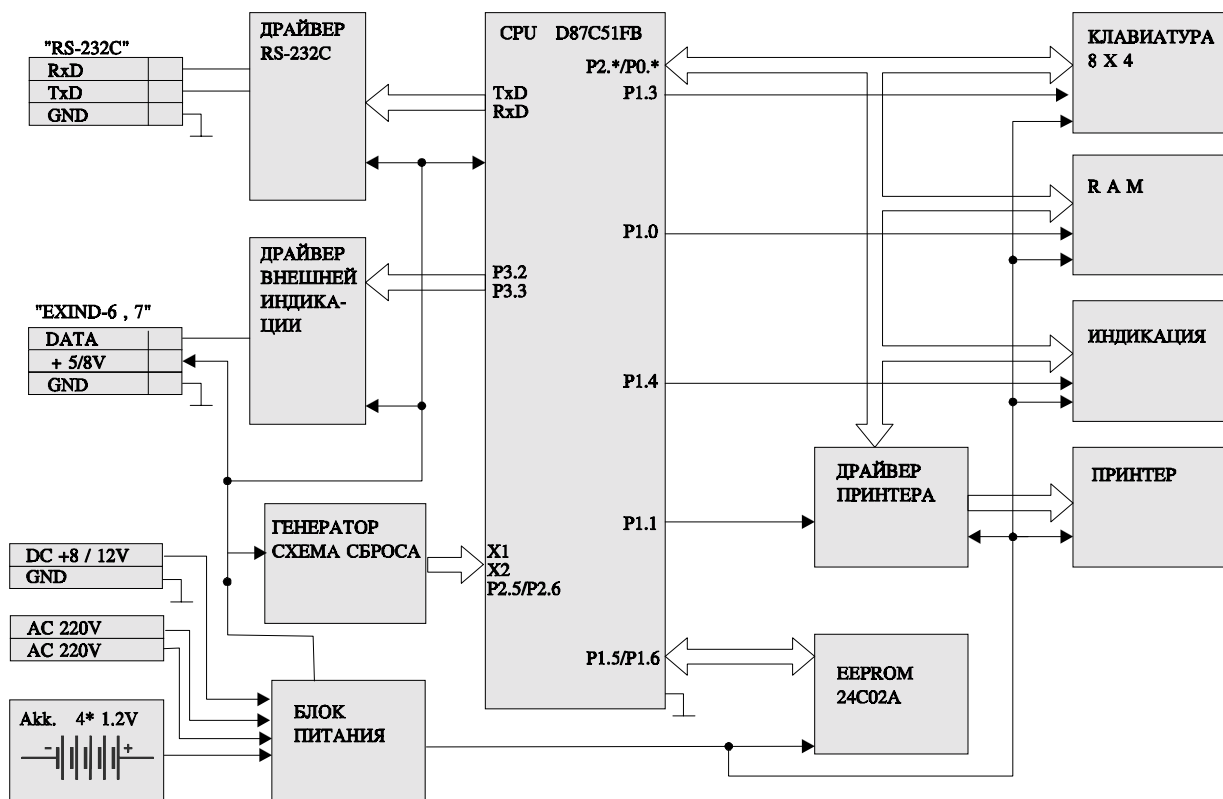 "RS-232C"
RxD
TxD
GND
ДРАЙВЕР
RS-232C
CPU D87C51FB
P2.*/P0.*
P1.3
TxD
RxD
КЛАВИАТУРА
8 X 4
R A M
P1.0
ДРАЙВЕР
ВНЕШНЕЙ
ИНДИКА-
ЦИИ
P3.2
P3.3
"EXIND-6 , 7"
DATA
+ 5/8V
GND
ИНДИКАЦИЯ
P1.4
ДРАЙВЕР
ПРИНТЕРА
ПРИНТЕР
P1.1
ГЕНЕРАТОР
СХЕМА СБРОСА
X1
X2
P2.5/P2.6
DC +8 / 12V
GND
AC 220V
AC 220V
P1.5/P1.6
EEPROM
24C02A
Akk. 4* 1.2V
- +
БЛОК
ПИТАНИЯ